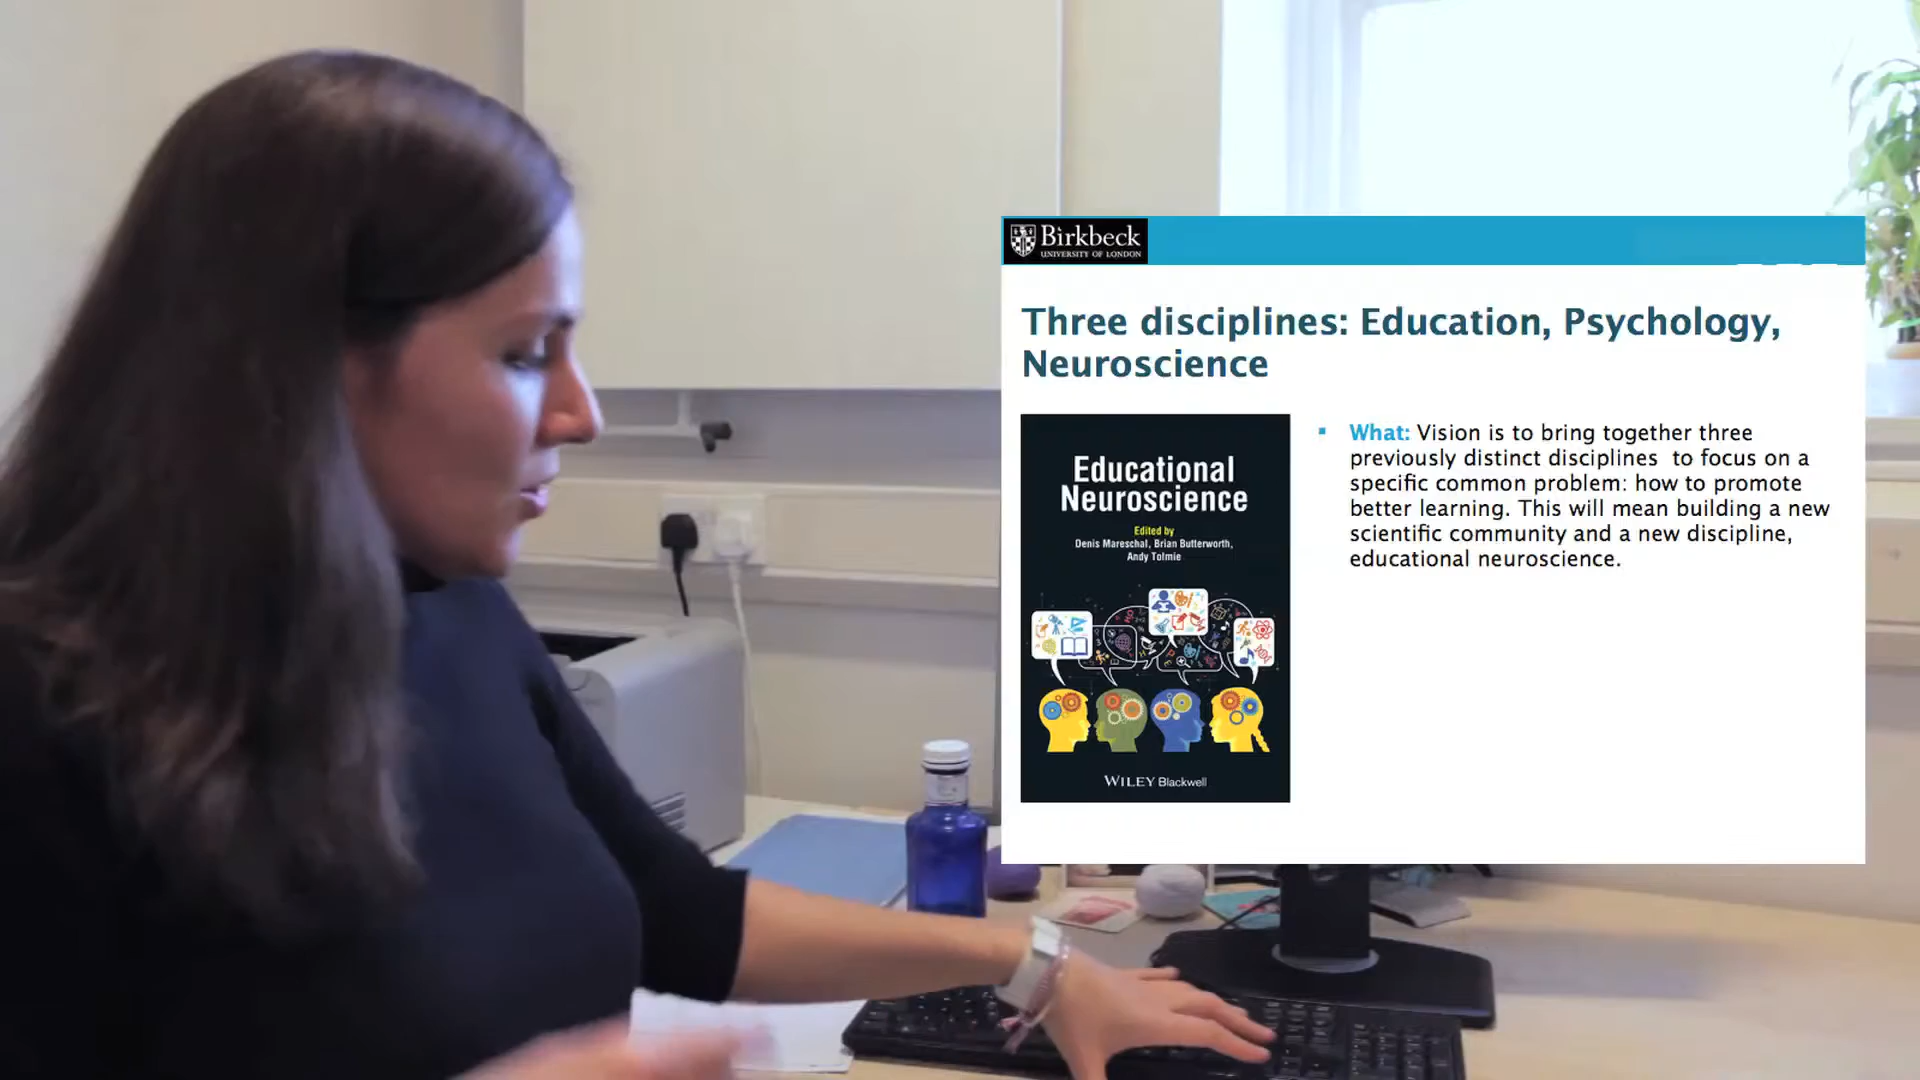 Birkbeck
UNIVERSITY OF LONDON
Three disciplines: Education, Psychology,
Neuroscience
Educational
Neuroscience
Edited by
Denis Mareschal, Brian Butterworth,
Andy Tolmie
WILEY Blackwell
▪ What: Vision is to bring together three
previously distinct disciplines to focus on a
specific common problem: how to promote
better learning. This will mean building a new
scientific community and a new discipline,
educational neuroscience.